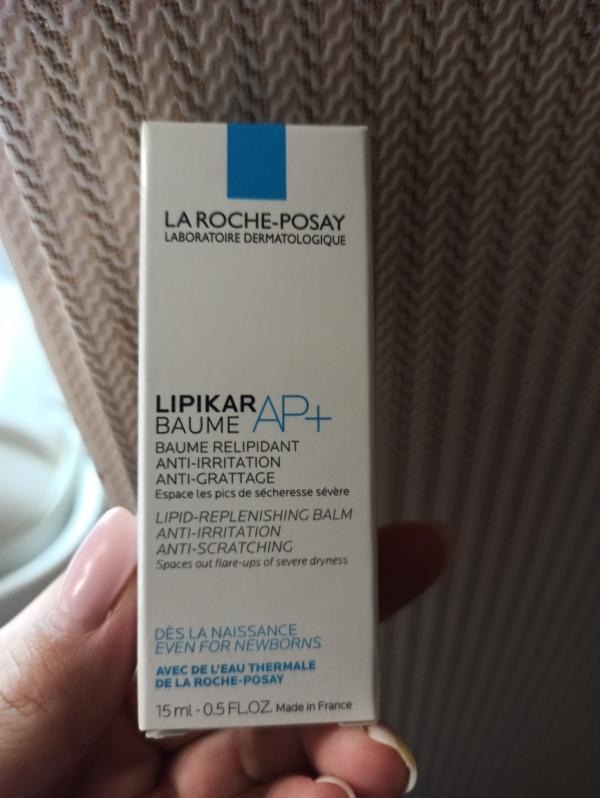 LA ROCHE-POSAY
LABORATOIRE DERMATOLOGIQUE
LIPIKAR
BAUME AP+
BAUME RELIPIDANT
ANTI-IRRITATION
ANTI-GRATTAGE
Espace les pics de sécheresse sévère
LIPID-REPLENISHING BALM
ANTI-IRRITATION
ANTI-SCRATCHING
Spaces out flare-ups of severe dryness
DÈS LA NAISSANCE
EVEN FOR NEWBORNS
AVEC DE L'EAU THERMALE
DE LA ROCHE-POSAY
15 ml - 0.5 FL.OZ. Made in France